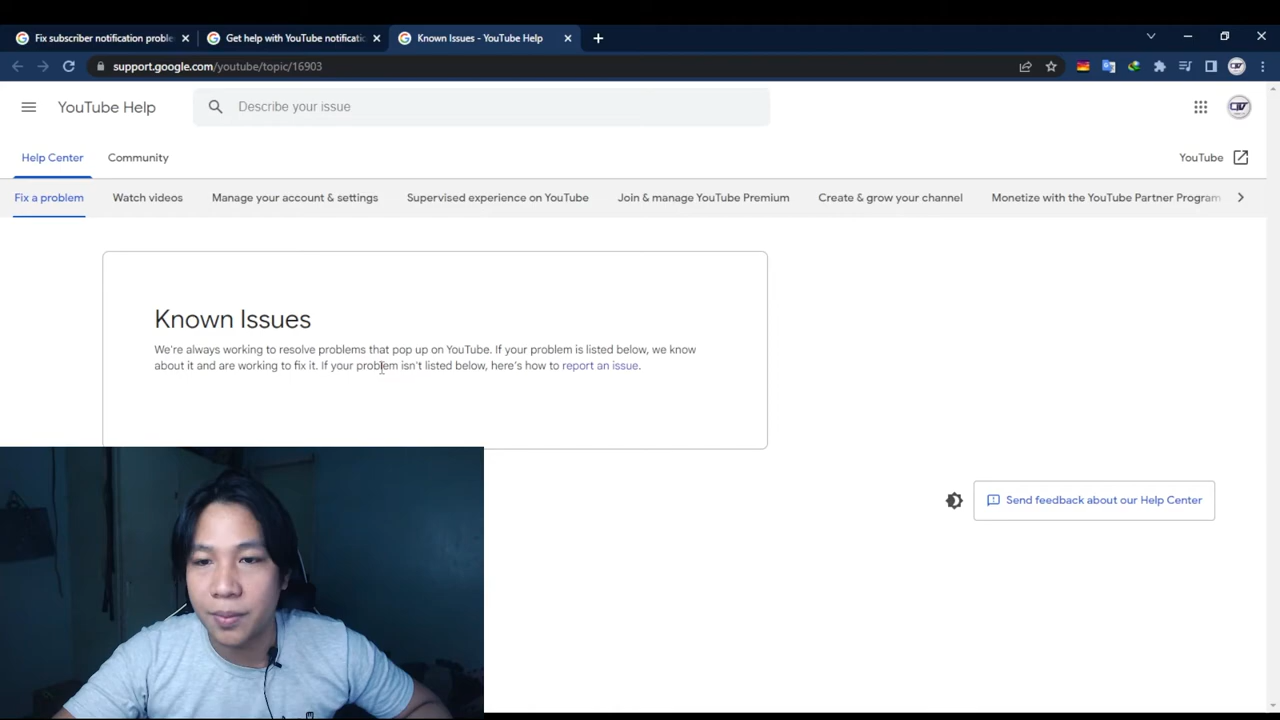 Fix subscriber notification proble
Get help with YouTube notificatio
Known Issues - YouTube Help
support.google.com/youtube/topic/16903
YouTube Help
Describe your issue
Help Center
Community
YouTube
Fix a problem
Watch videos
Manage your account & settings
Supervised experience on YouTube
Join & manage YouTube Premium
Create & grow your channel
Monetize with the YouTube Partner Program
Known Issues
We're always working to resolve problems that pop up on YouTube. If your problem is listed below, we know
about it and are working to fix it. If your problem isn't listed below, here's how to report an issue.
Send feedback about our Help Center